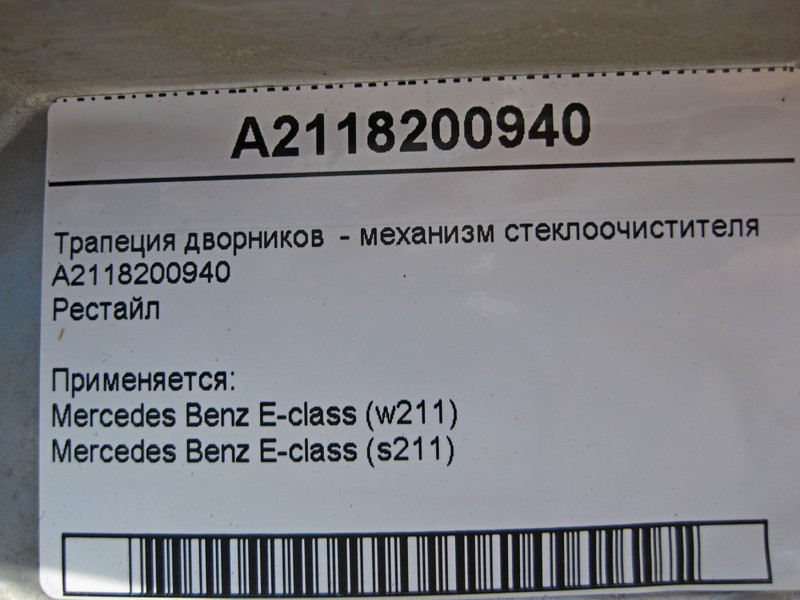 A2118200940
Трапеция дворников - механизм стеклоочистителя
A2118200940
Рестайл
Применяется:
Mercedes Benz E-class (w211)
Mercedes Benz E-class (s211)